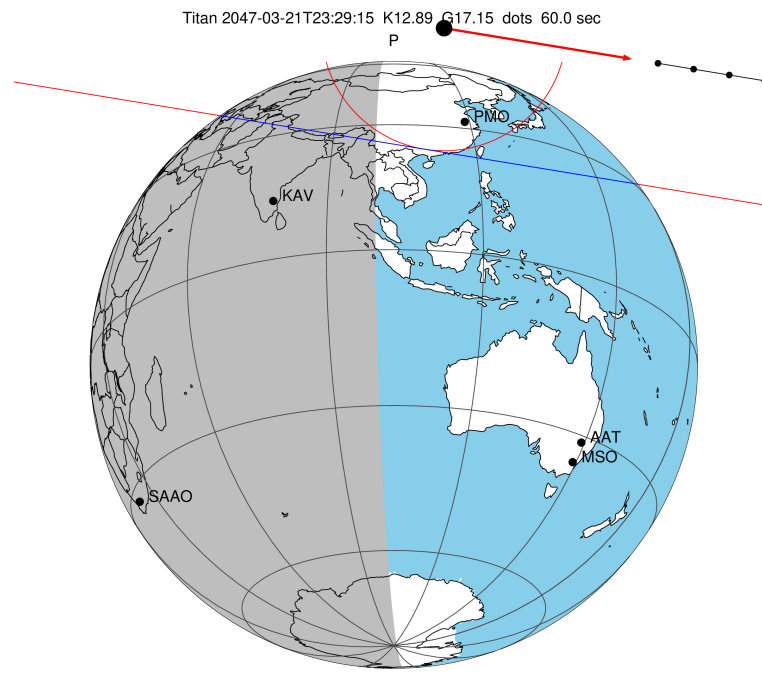 Titan 2047-03-21T23:29:15 K12.89 G17.15 dots 60.0 sec
P
PMO
KAV
AAT
MSO
SAAO